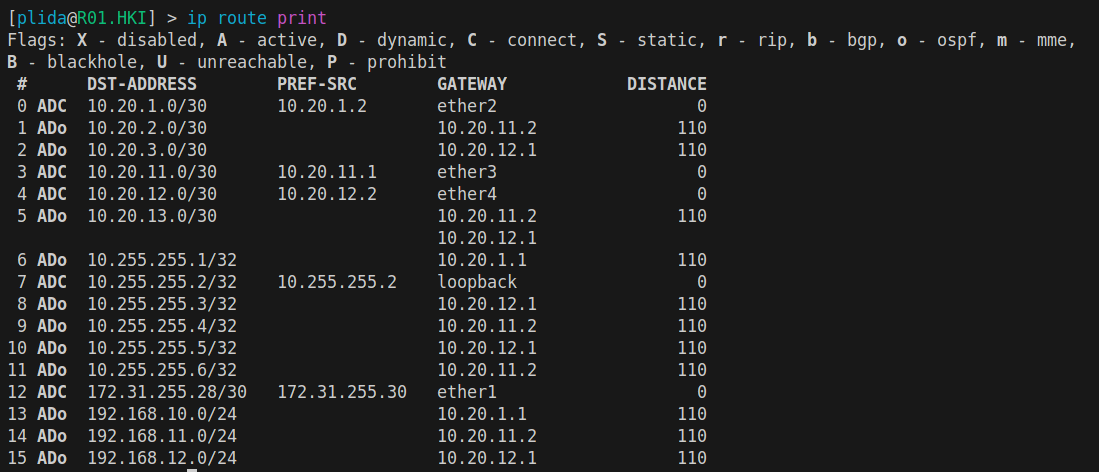 [plida@R01.HKI] > ip route print
Flags: X - disabled, A - active, D - dynamic, C - connect, S - static, r - rip, b - bgp, o - ospf, m - mme,
B - blackhole, U - unreachable, P - prohibit
 #      DST-ADDRESS        PREF-SRC        GATEWAY            DISTANCE
 0 ADC  10.20.1.0/30       10.20.1.2       ether2                    0
 1 ADo  10.20.2.0/30                       10.20.11.2              110
 2 ADo  10.20.3.0/30                       10.20.12.1              110
 3 ADC  10.20.11.0/30      10.20.11.1      ether3                    0
 4 ADC  10.20.12.0/30      10.20.12.2      ether4                    0
 5 ADo  10.20.13.0/30                      10.20.11.2              110
                                           10.20.12.1
 6 ADo  10.255.255.1/32                    10.20.1.1               110
 7 ADC  10.255.255.2/32    10.255.255.2    loopback                  0
 8 ADo  10.255.255.3/32                    10.20.12.1              110
 9 ADo  10.255.255.4/32                    10.20.11.2              110
10 ADo  10.255.255.5/32                    10.20.12.1              110
11 ADo  10.255.255.6/32                    10.20.11.2              110
12 ADC  172.31.255.28/30   172.31.255.30   ether1                    0
13 ADo  192.168.10.0/24                    10.20.1.1               110
14 ADo  192.168.11.0/24                    10.20.11.2              110
15 ADo  192.168.12.0/24                    10.20.12.1              110